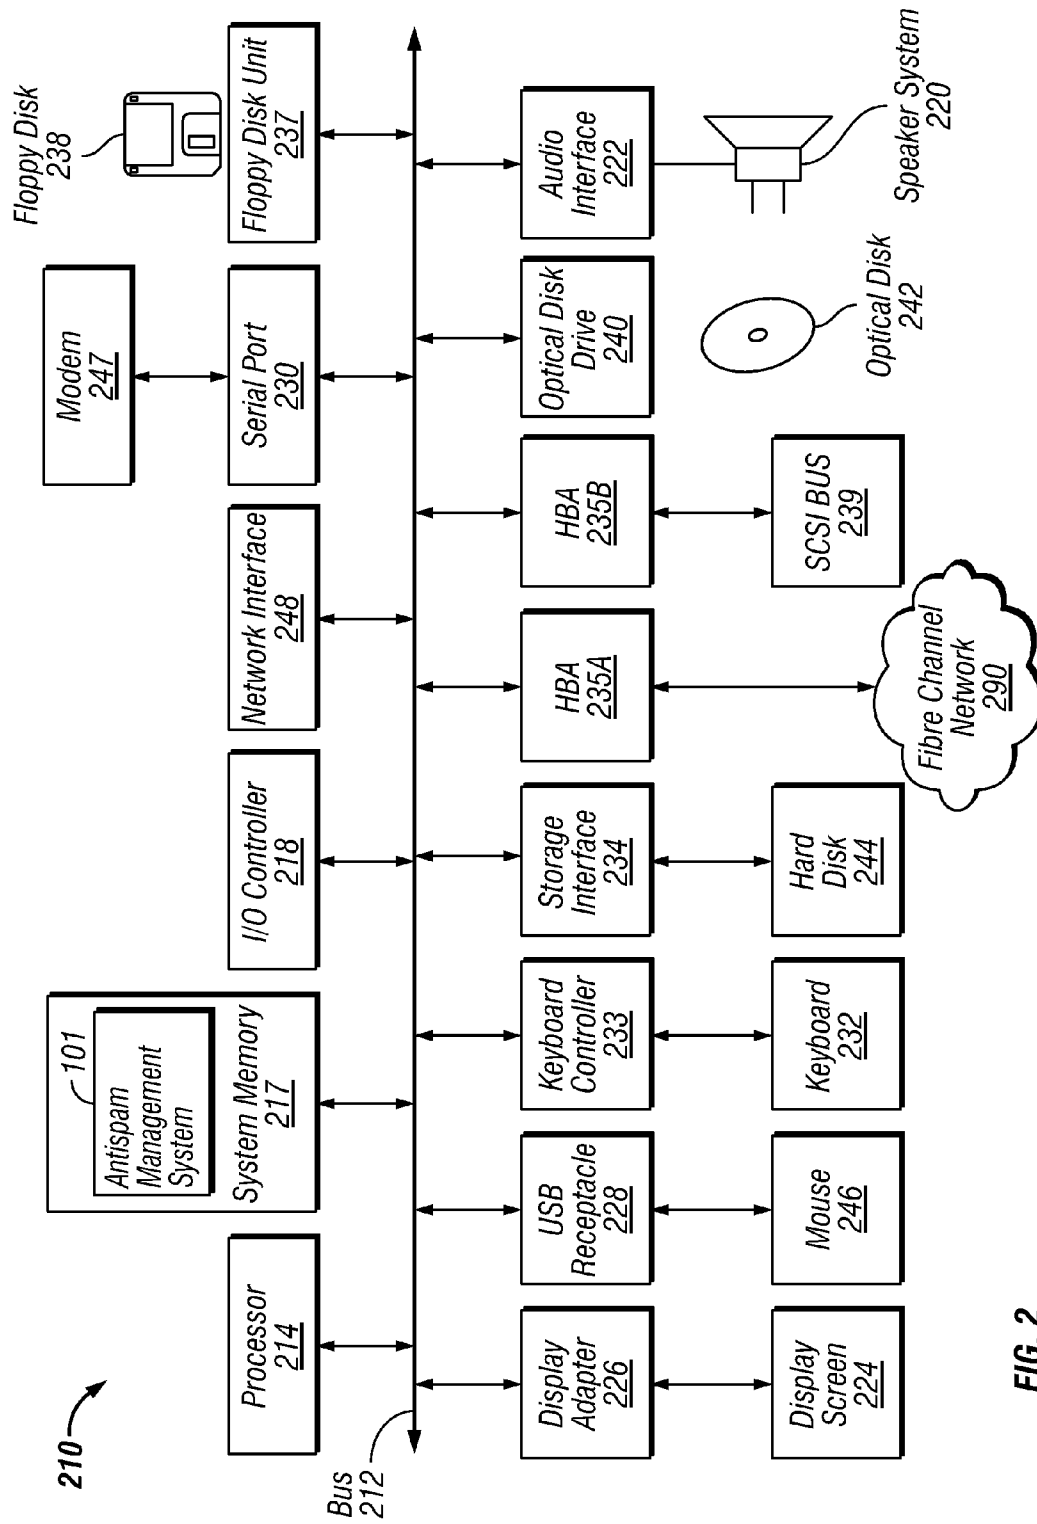 210
Processor
214
101
Antispam
Management
System
System Memory
217
I/O Controller
218
Network Interface
248
Modem
247
Serial Port
230
Floppy Disk
238
Floppy Disk Unit
237
Bus
212
Display
Adapter
226
USB
Receptacle
228
Keyboard
Controller
233
Storage
Interface
234
HBA
235A
HBA
235B
Optical Disk
Drive
240
Audio
Interface
222
Display
Screen
224
Mouse
246
Keyboard
232
Hard
Disk
244
Fibre Channel
Network
290
SCSI BUS
239
Optical Disk
242
Speaker System
220
FIG. 2